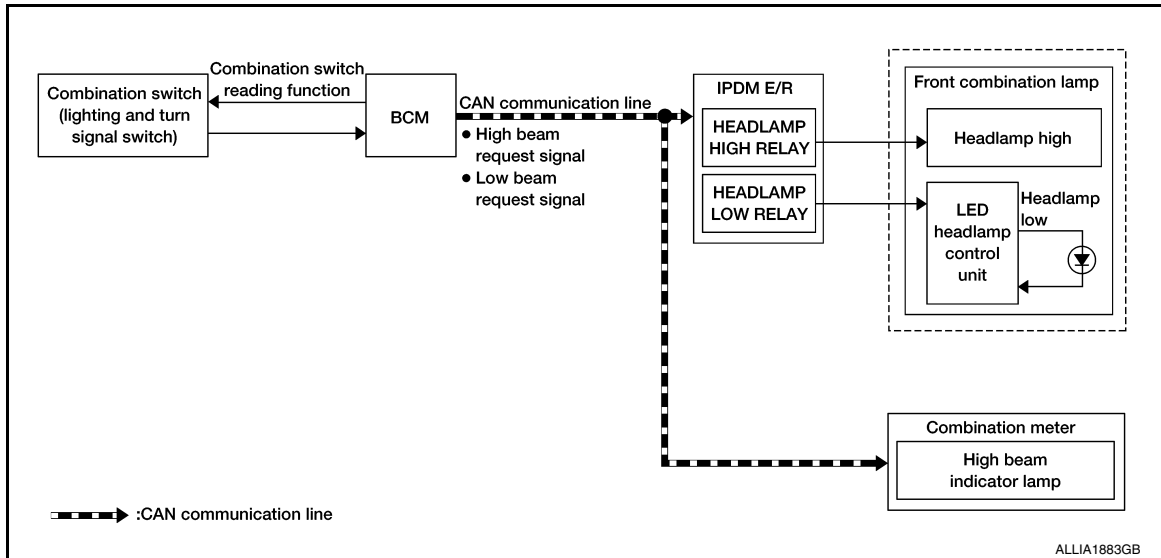 Combination switch
(lighting and turn
signal switch)
Combination switch
reading function
BCM
CAN communication line
● High beam
request signal
● Low beam
request signal
IPDM E/R
HEADLAMP
HIGH RELAY
HEADLAMP
LOW RELAY
Front combination lamp
Headlamp high
LED
headlamp
control
unit
Headlamp
low
Combination meter
High beam
indicator lamp
:CAN communication line
ALLIA1883GB